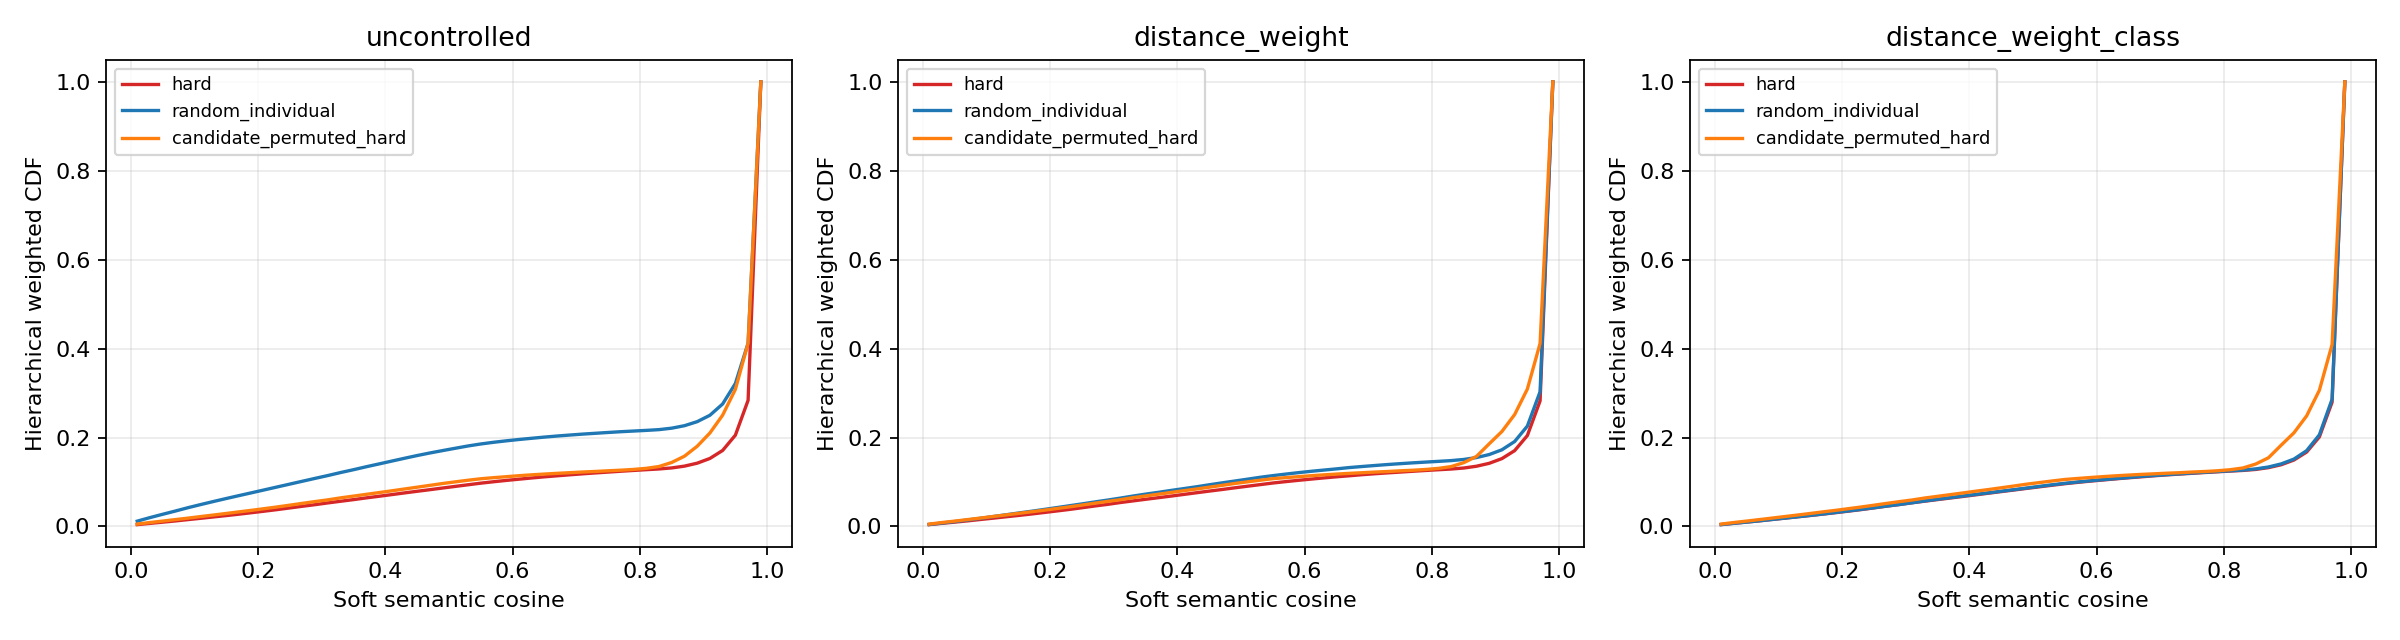 uncontrolled
hard
random_individual
candidate_permuted_hard
Hierarchical weighted CDF
1.0
0.8
0.6
0.4
0.2
0.0
0.0 0.2 0.4 0.6 0.8 1.0
Soft semantic cosine
distance_weight
hard
random_individual
candidate_permuted_hard
Hierarchical weighted CDF
1.0
0.8
0.6
0.4
0.2
0.0
0.0 0.2 0.4 0.6 0.8 1.0
Soft semantic cosine
distance_weight_class
hard
random_individual
candidate_permuted_hard
Hierarchical weighted CDF
1.0
0.8
0.6
0.4
0.2
0.0
0.0 0.2 0.4 0.6 0.8 1.0
Soft semantic cosine